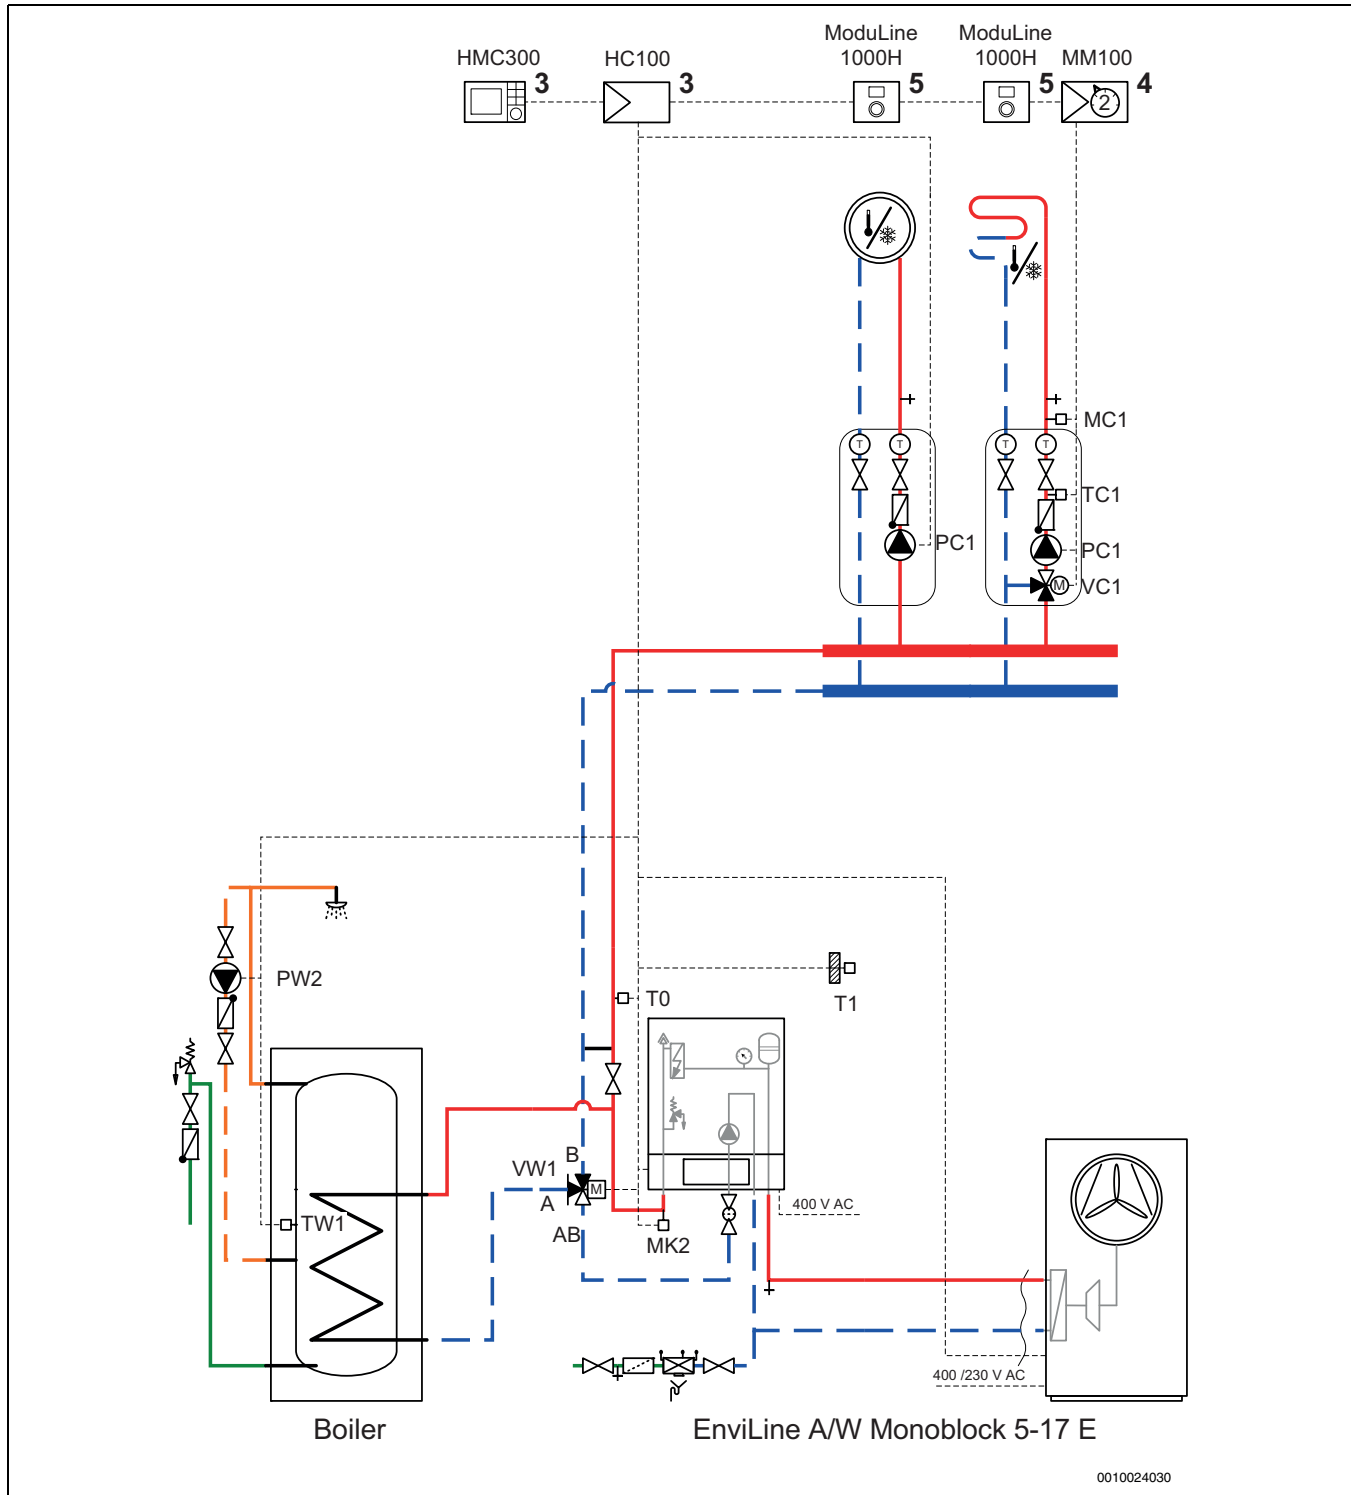 ModuLine
1000H
ModuLine
1000H
HMC300
HC100
MM100
3
3
5
5
4
2
MC1
T
T
T
T
TC1
PC1
PC1
M
VC1
PW2
T0
T1
B
VW1
M
A
AB
MK2
TW1
400 V AC
400 /230 V AC
Boiler
EnviLine A/W Monoblock 5-17 E
0010024030